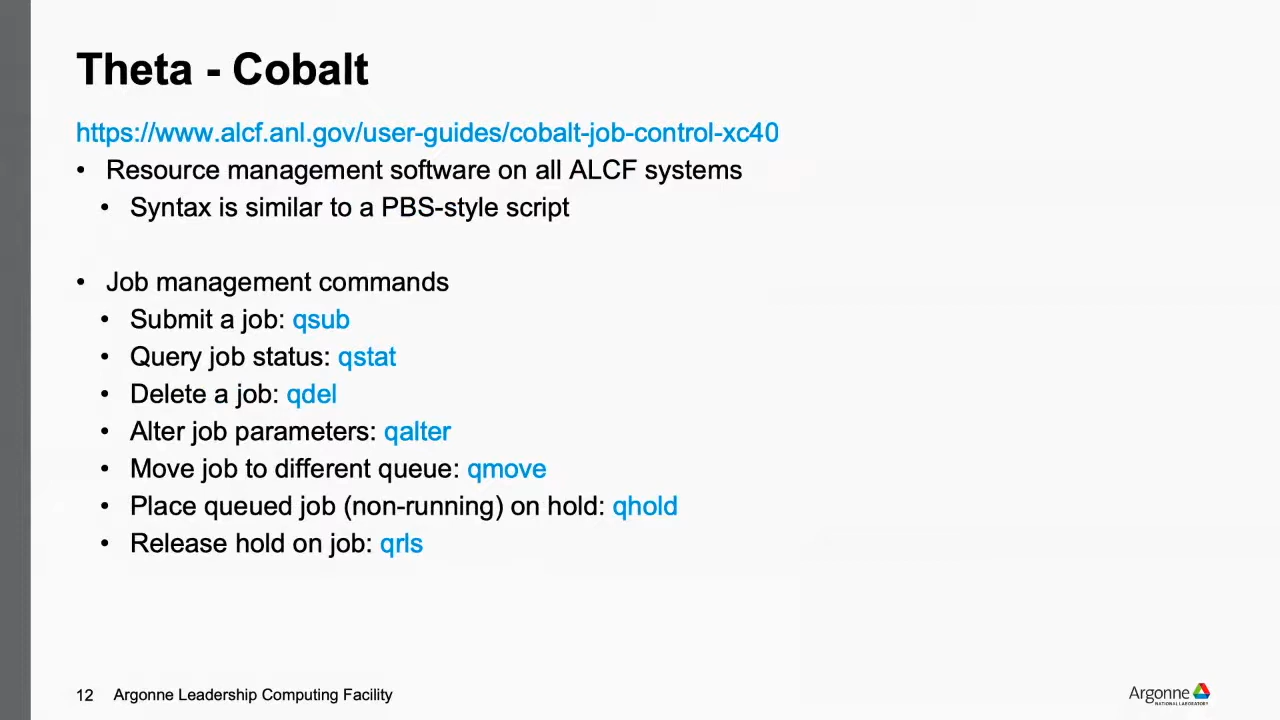 Theta - Cobalt
https://www.alcf.anl.gov/user-guides/cobalt-job-control-xc40
• Resource management software on all ALCF systems
• Syntax is similar to a PBS-style script
• Job management commands
• Submit a job: qsub
• Query job status: qstat
• Delete a job: qdel
• Alter job parameters: qalter
• Move job to different queue: qmove
• Place queued job (non-running) on hold: qhold
• Release hold on job: qrls
12 Argonne Leadership Computing Facility
Argonne
NATIONAL LABORATORY